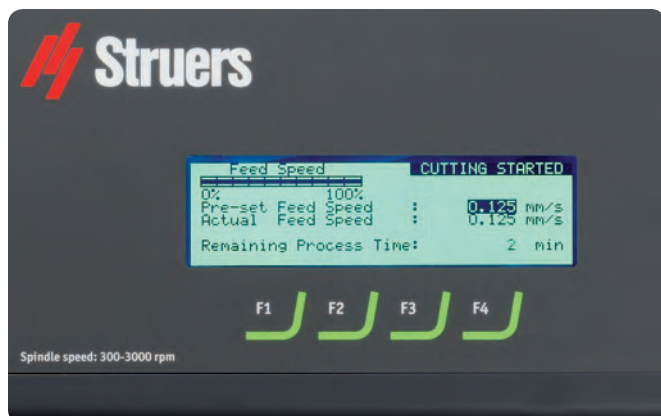 Struers
Feed Speed CUTTING STARTED
0% 100%
Pre-set Feed Speed : 0.125 mm/s
Actual Feed Speed : 0.125 mm/s
Remaining Process Time: 2 min
F1 F2 F3 F4
Spindle speed: 300-3000 rpm